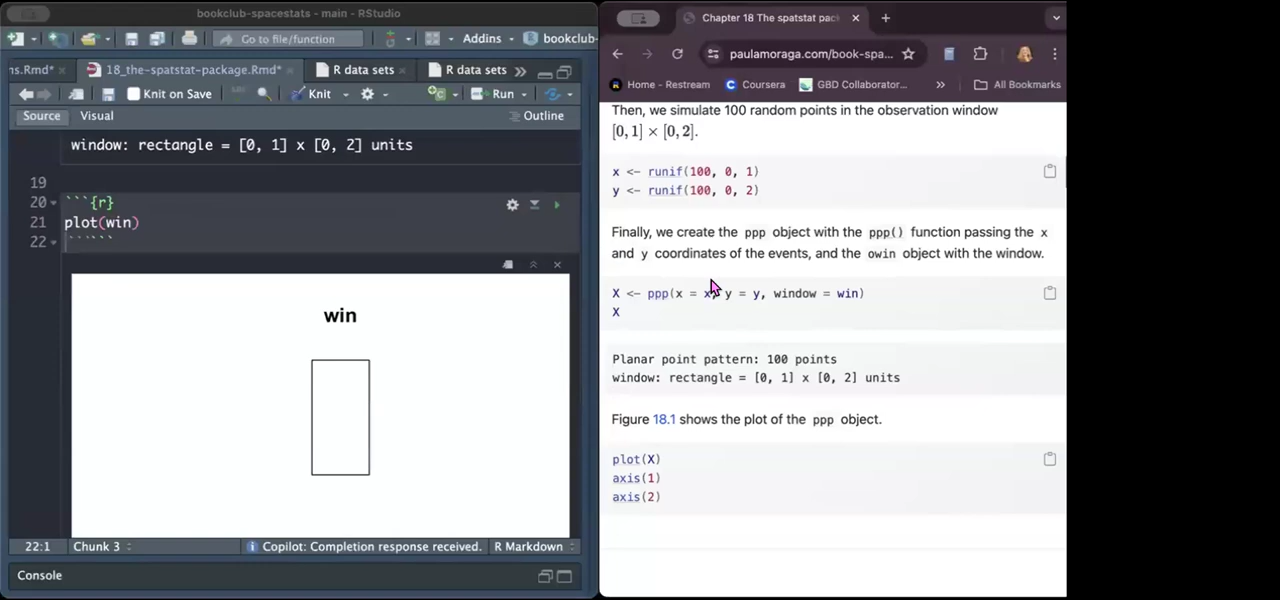 bookclub-spacestats - main - RStudio
Go to file/function
Addins
bookclub-
ns.Rmd*
18_the-spatstat-package.Rmd*
R data sets
R data sets
Knit on Save
Knit
Run
Source
Visual
Outline
window: rectangle = [0, 1] x [0, 2] units
19
20 ```{r}
21 plot(win)
22 ``````
win
22:1
Chunk 3
Copilot: Completion response received.
R Markdown
Console
Chapter 18 The spatstat pac
paulamoraga.com/book-spa...
Home - Restream
Coursera
GBD Collaborator...
All Bookmarks
Then, we simulate 100 random points in the observation window
[0, 1] × [0, 2].
x <- runif(100, 0, 1)
y <- runif(100, 0, 2)
Finally, we create the ppp object with the ppp() function passing the x
and y coordinates of the events, and the owin object with the window.
X <- ppp(x = x, y = y, window = win)
X
Planar point pattern: 100 points
window: rectangle = [0, 1] x [0, 2] units
Figure 18.1 shows the plot of the ppp object.
plot(X)
axis(1)
axis(2)